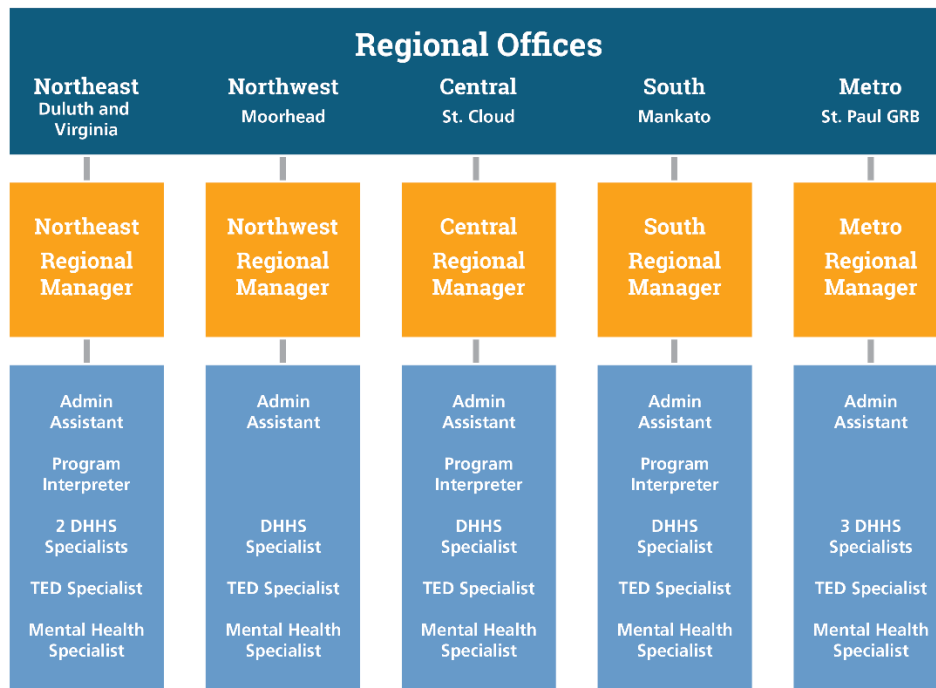 Regional Offices
Northeast
Duluth and
Virginia
Northwest
Moorhead
Central
St. Cloud
South
Mankato
Metro
St. Paul GRB
Northeast
Regional
Manager
Northwest
Regional
Manager
Central
Regional
Manager
South
Regional
Manager
Metro
Regional
Manager
Admin
Assistant
Program
Interpreter
2 DHHS
Specialists
TED Specialist
Mental Health
Specialist
Admin
Assistant
DHHS
Specialist
TED Specialist
Mental Health
Specialist
Admin
Assistant
Program
Interpreter
DHHS
Specialist
TED Specialist
Mental Health
Specialist
Admin
Assistant
Program
Interpreter
DHHS
Specialist
TED Specialist
Mental Health
Specialist
Admin
Assistant
3 DHHS
Specialists
TED Specialist
Mental Health
Specialist